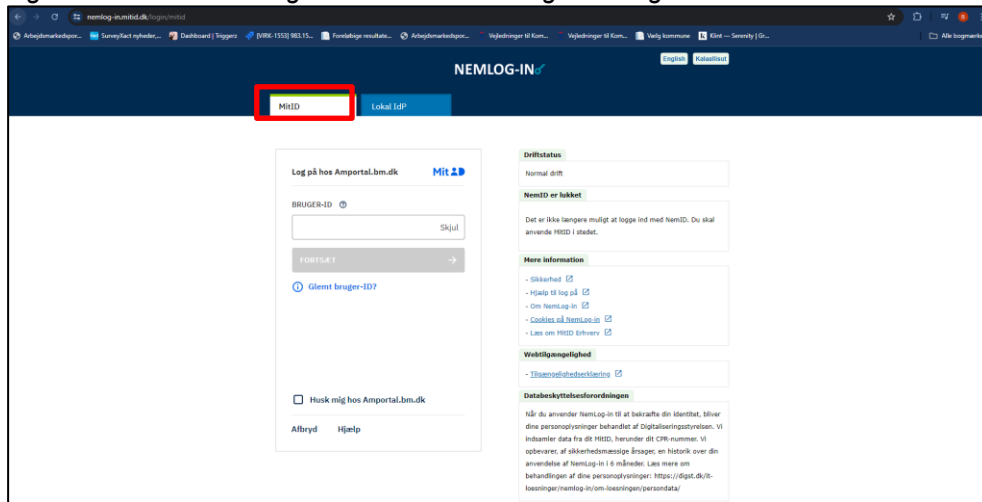 nemlog-in.mitid.dk/login/mitid
Arbejdsmarkedspor... SurveyXact nyheder,... Dashboard | Triggerz [VIRK-1553] 983.15... Foreløbige resultate... Arbejdsmarkedspor... Vejledninger til Kom... Vejledninger til Kom... Vælg kommune Klint — Serenity | Gr... Alle bogmærke
NEMLOG-IN
English Kalaallisut
MitID Lokal IdP
Log på hos Amportal.bm.dk Mit
BRUGER-ID
Skjul
FORTSÆT
Glemt bruger-ID?
Husk mig hos Amportal.bm.dk
Afbryd Hjælp
Driftstatus
Normal drift
NemID er lukket
Det er ikke længere muligt at logge ind med NemID. Du skal
anvende MitID i stedet.
Mere information
- Sikkerhed
- Hjælp til log på
- Om NemLog-in
- Cookies på NemLog-in
- Læs om MitID Erhverv
Webtilgængelighed
- Tilgængelighedserklæring
Databeskyttelsesforordningen
Når du anvender NemLog-in til at bekræfte din identitet, bliver
dine personoplysninger behandlet af Digitaliseringsstyrelsen. Vi
indsamler data fra dit MitID, herunder dit CPR-nummer. Vi
opbevarer, af sikkerhedsmæssige årsager, en historik over din
anvendelse af NemLog-in i 6 måneder. Læs mere om
behandlingen af dine personoplysninger: https://digst.dk/it-
loesninger/nemlog-in/om-loesningen/persondata/